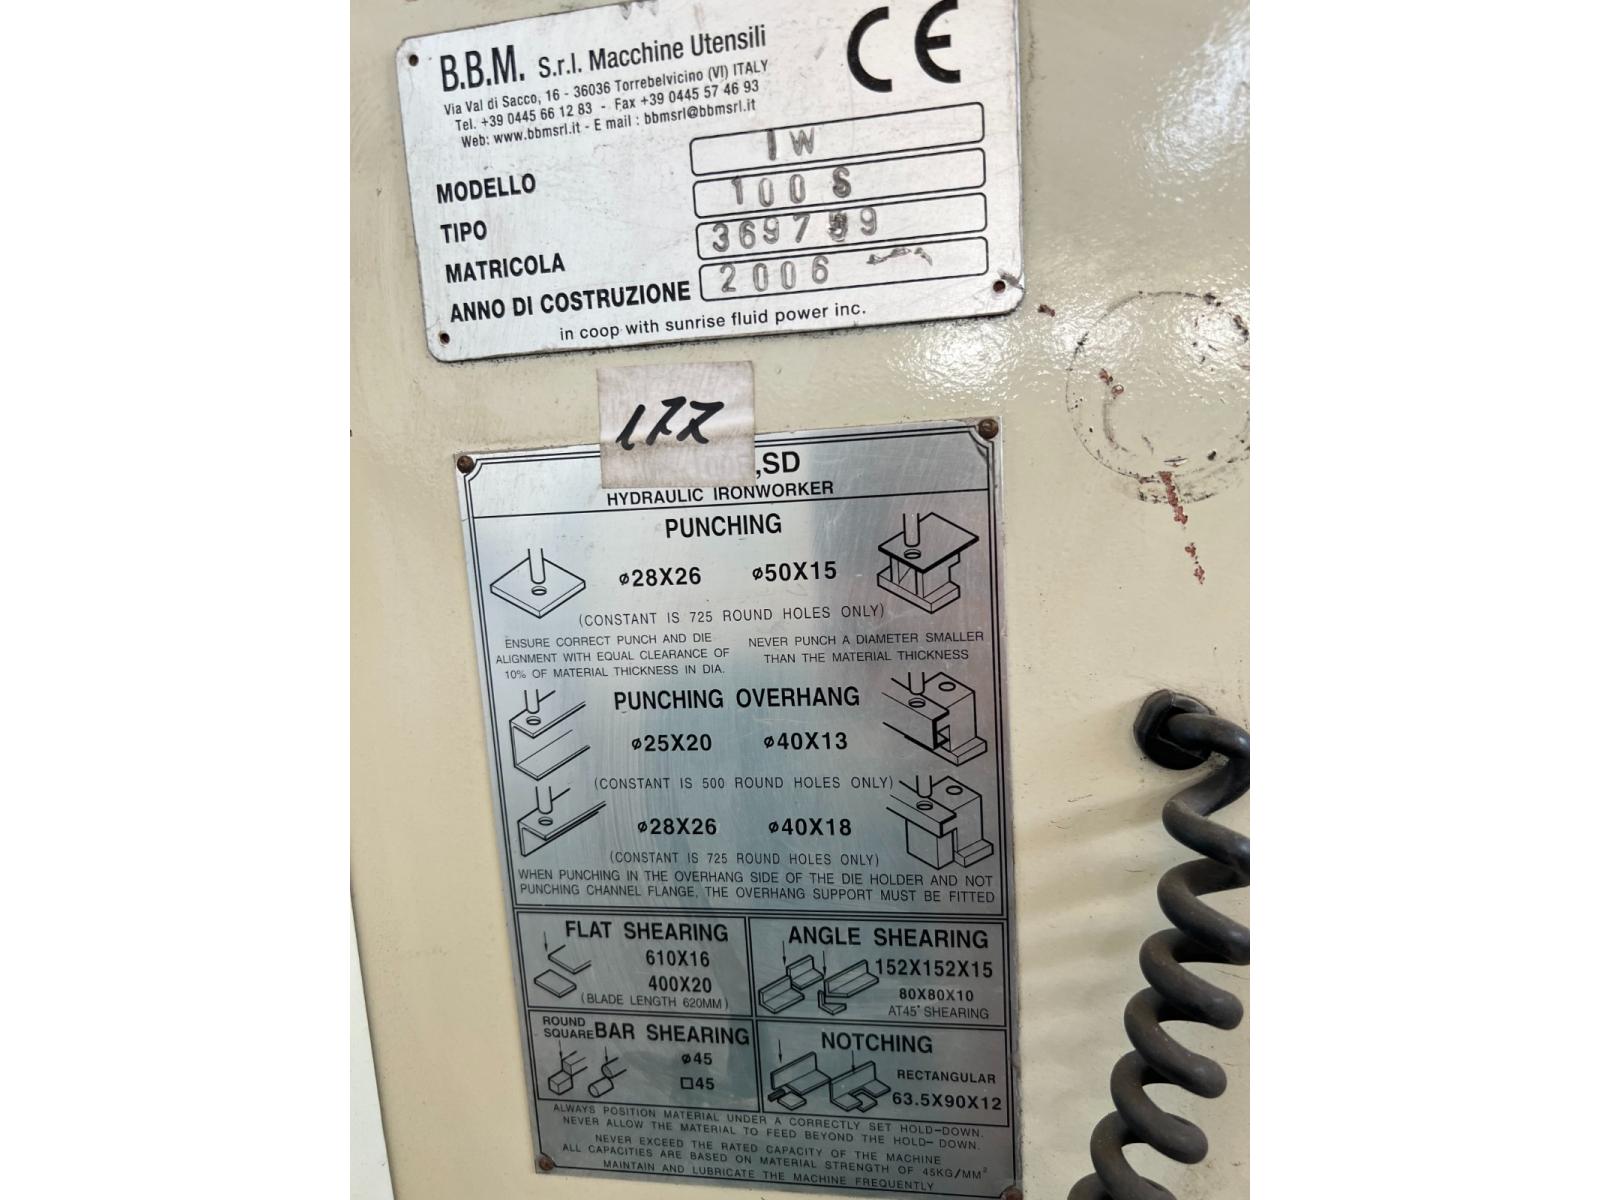 B.B.M. S.r.l. Macchine Utensili
Via Val di Sacco, 16 - 36036 Torrebelvicino (VI) ITALY
Tel. +39 0445 66 12 83 - Fax +39 0445 57 46 93
Web: www.bbmsrl.it - E mail : bbmsrl@bbmsrl.it
CE
MODELLO IW
TIPO 100 S
MATRICOLA
ANNO DI COSTRUZIONE 2006
in coop with sunrise fluid power inc.
177
,SD
HYDRAULIC IRONWORKER
PUNCHING
ø28X26 ø50X15
(CONSTANT IS 725 ROUND HOLES ONLY)
ENSURE CORRECT PUNCH AND DIE
ALIGNMENT WITH EQUAL CLEARANCE OF
10% OF MATERIAL THICKNESS IN DIA.
NEVER PUNCH A DIAMETER SMALLER
THAN THE MATERIAL THICKNESS
PUNCHING OVERHANG
ø25X20 ø40X13
(CONSTANT IS 500 ROUND HOLES ONLY)
ø28X26 ø40X18
(CONSTANT IS 725 ROUND HOLES ONLY)
WHEN PUNCHING IN THE OVERHANG SIDE OF THE DIE HOLDER AND NOT
PUNCHING CHANNEL FLANGE, THE OVERHANG SUPPORT MUST BE FITTED
FLAT SHEARING
610X16
400X20
(BLADE LENGTH 620MM)
ANGLE SHEARING
152X152X15
80X80X10
AT45° SHEARING
ROUND
SQUARE BAR SHEARING
ø45
□45
NOTCHING
RECTANGULAR
63.5X90X12
ALWAYS POSITION MATERIAL UNDER A CORRECTLY SET HOLD-DOWN.
NEVER ALLOW THE MATERIAL TO FEED BEYOND THE HOLD-DOWN.
NEVER EXCEED THE RATED CAPACITY OF THE MACHINE
ALL CAPACITIES ARE BASED ON MATERIAL STRENGTH OF 45KG/MM²
MAINTAIN AND LUBRICATE THE MACHINE FREQUENTLY